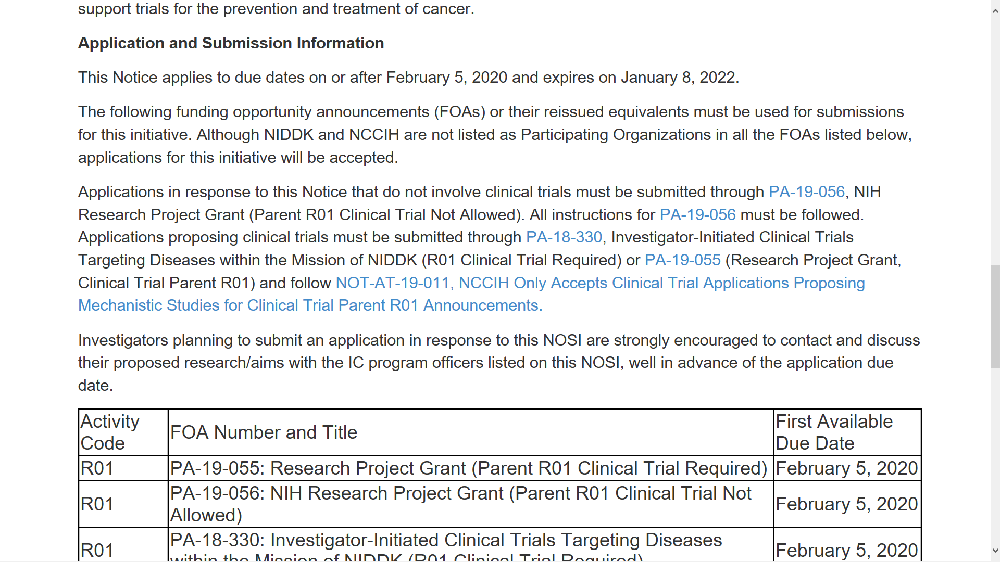 support trials for the prevention and treatment of cancer.
Application and Submission Information
This Notice applies to due dates on or after February 5, 2020 and expires on January 8, 2022.
The following funding opportunity announcements (FOAs) or their reissued equivalents must be used for submissions
for this initiative. Although NIDDK and NCCIH are not listed as Participating Organizations in all the FOAs listed below,
applications for this initiative will be accepted.
Applications in response to this Notice that do not involve clinical trials must be submitted through PA-19-056, NIH
Research Project Grant (Parent R01 Clinical Trial Not Allowed). All instructions for PA-19-056 must be followed.
Applications proposing clinical trials must be submitted through PA-18-330, Investigator-Initiated Clinical Trials
Targeting Diseases within the Mission of NIDDK (R01 Clinical Trial Required) or PA-19-055 (Research Project Grant,
Clinical Trial Parent R01) and follow NOT-AT-19-011, NCCIH Only Accepts Clinical Trial Applications Proposing
Mechanistic Studies for Clinical Trial Parent R01 Announcements.
Investigators planning to submit an application in response to this NOSI are strongly encouraged to contact and discuss
their proposed research/aims with the IC program officers listed on this NOSI, well in advance of the application due
date.
Activity
Code
FOA Number and Title
First Available
Due Date
R01
PA-19-055: Research Project Grant (Parent R01 Clinical Trial Required)
February 5, 2020
R01
PA-19-056: NIH Research Project Grant (Parent R01 Clinical Trial Not
Allowed)
February 5, 2020
R01
PA-18-330: Investigator-Initiated Clinical Trials Targeting Diseases
within the Mission of NIDDK (R01 Clinical Trial Required)
February 5, 2020